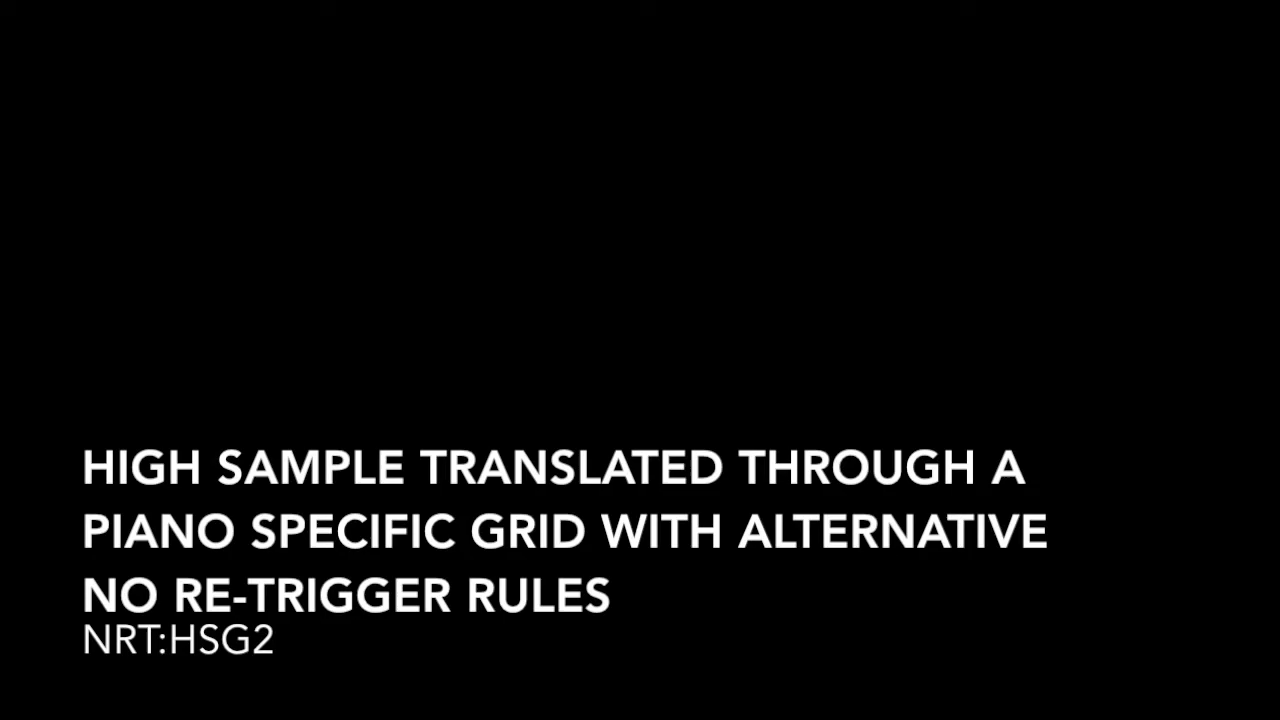 HIGH SAMPLE TRANSLATED THROUGH A
PIANO SPECIFIC GRID WITH ALTERNATIVE
NO RE-TRIGGER RULES
NRT:HSG2